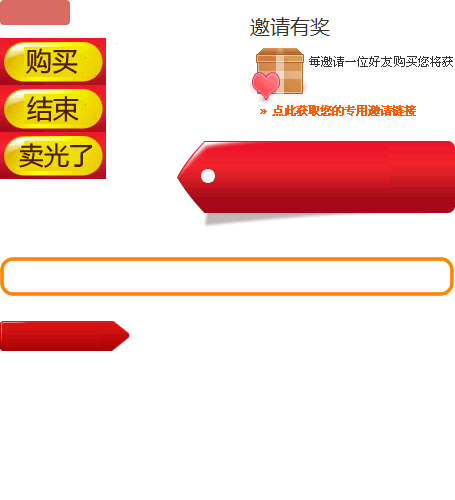 邀请有奖
购买
每邀请一位好友购买您将获
结束
» 点此获取您的专用邀请链接
卖光了